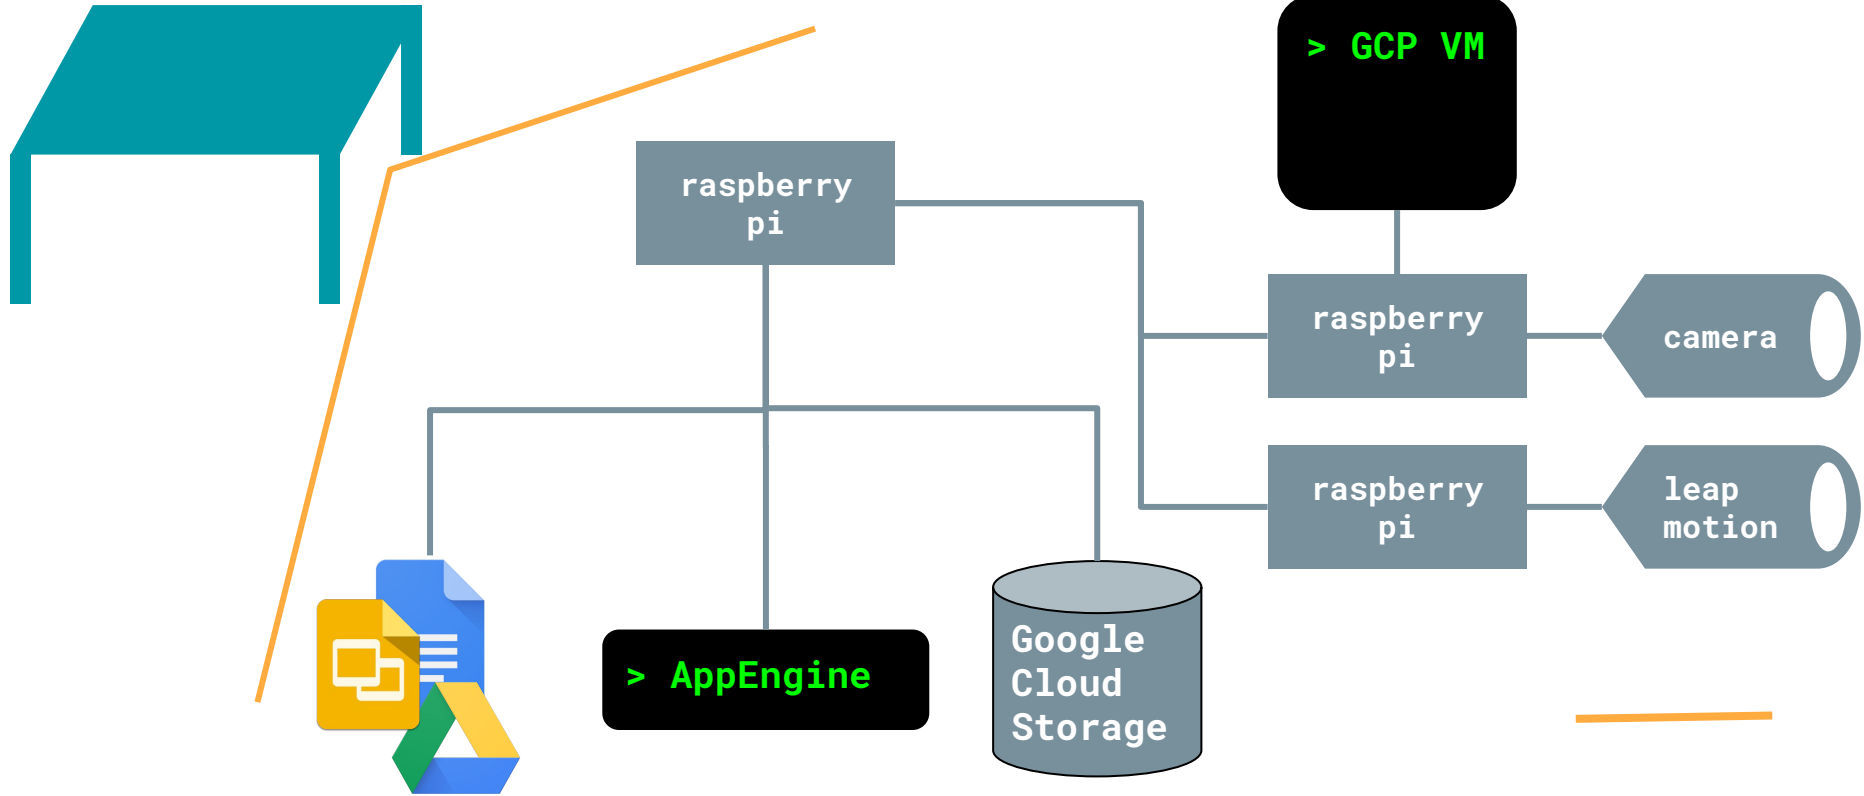 > GCP VM
raspberry
pi
raspberry
pi
camera
raspberry
pi
leap
motion
> AppEngine
Google
Cloud
Storage